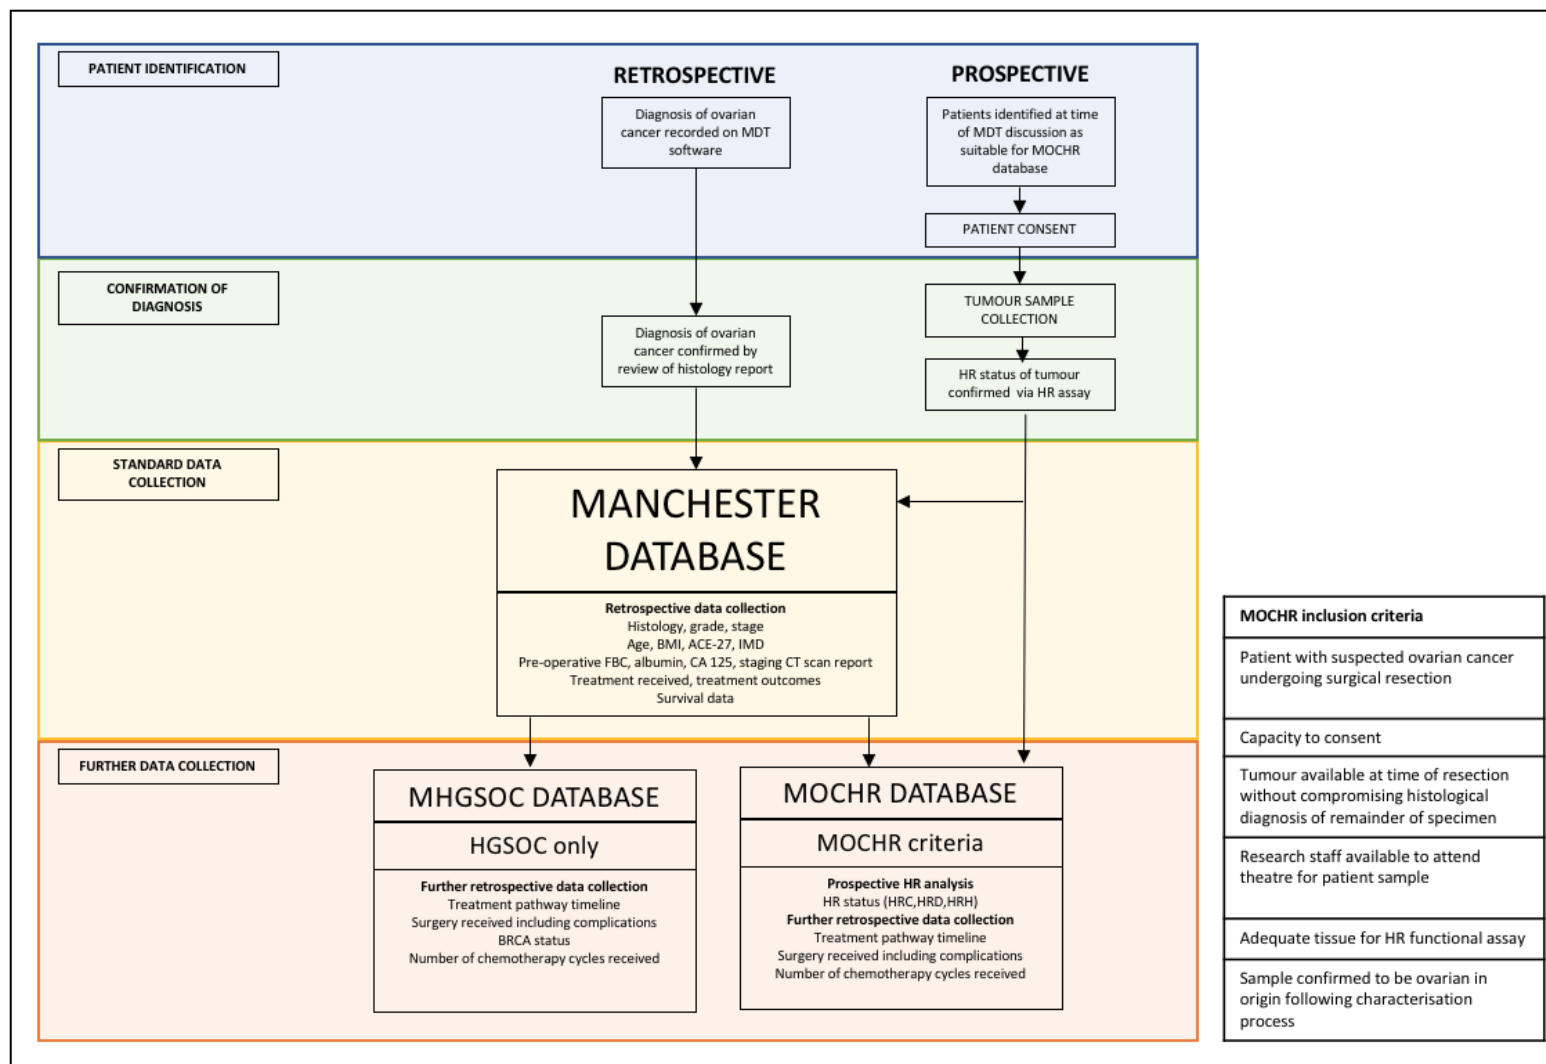 PATIENT IDENTIFICATION
RETROSPECTIVE
Diagnosis of ovarian
cancer recorded on MDT
software
PROSPECTIVE
Patients identified at time
of MDT discussion as
suitable for MOCHR
database
PATIENT CONSENT
CONFIRMATION OF
DIAGNOSIS
Diagnosis of ovarian
cancer confirmed by
review of histology report
TUMOUR SAMPLE
COLLECTION
HR status of tumour
confirmed via HR assay
STANDARD DATA
COLLECTION
MANCHESTER
DATABASE
Retrospective data collection
Histology, grade, stage
Age, BMI, ACE-27, IMD
Pre-operative FBC, albumin, CA 125, staging CT scan report
Treatment received, treatment outcomes
Survival data
FURTHER DATA COLLECTION
MHGSOC DATABASE
HGSOC only
Further retrospective data collection
Treatment pathway timeline
Surgery received including complications
BRCA status
Number of chemotherapy cycles received
MOCHR DATABASE
MOCHR criteria
Prospective HR analysis
HR status (HRC,HRD,HRH)
Further retrospective data collection
Treatment pathway timeline
Surgery received including complications
Number of chemotherapy cycles received
MOCHR inclusion criteria
Patient with suspected ovarian cancer
undergoing surgical resection
Capacity to consent
Tumour available at time of resection
without compromising histological
diagnosis of remainder of specimen
Research staff available to attend
theatre for patient sample
Adequate tissue for HR functional assay
Sample confirmed to be ovarian in
origin following characterisation
process